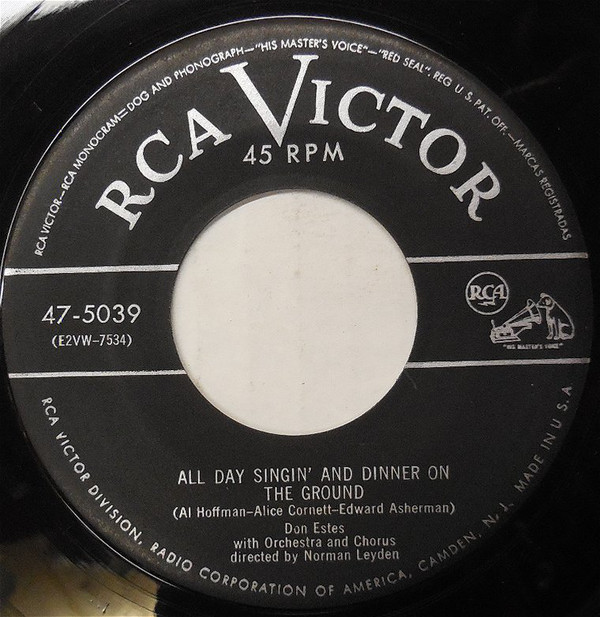 RCA VICTOR—RCA MONOGRAM—DOG AND PHONOGRAPH—"HIS MASTER'S VOICE"—"RED SEAL". REG U S. PAT. OFF.—MARCAS REGISTRADAS
RCA VICTOR
45 RPM
47-5039
(E2VW-7534)
RCA
"HIS MASTER'S VOICE"
ALL DAY SINGIN' AND DINNER ON
THE GROUND
(Al Hoffman-Alice Cornett-Edward Asherman)
Don Estes
with Orchestra and Chorus
directed by Norman Leyden
RCA VICTOR DIVISION, RADIO CORPORATION OF AMERICA, CAMDEN, N. J. MADE IN U S. A